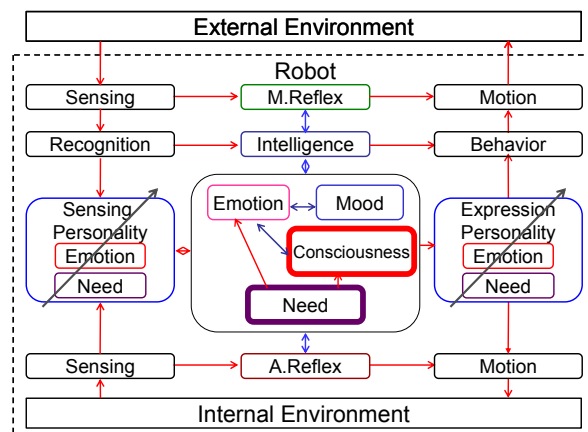 External Environment
Robot
Sensing
M.Reflex
Motion
Recognition
Intelligence
Behavior
Sensing
Personality
Emotion
Need
Emotion
Mood
Consciousness
Need
Expression
Personality
Emotion
Need
Sensing
A.Reflex
Motion
Internal Environment